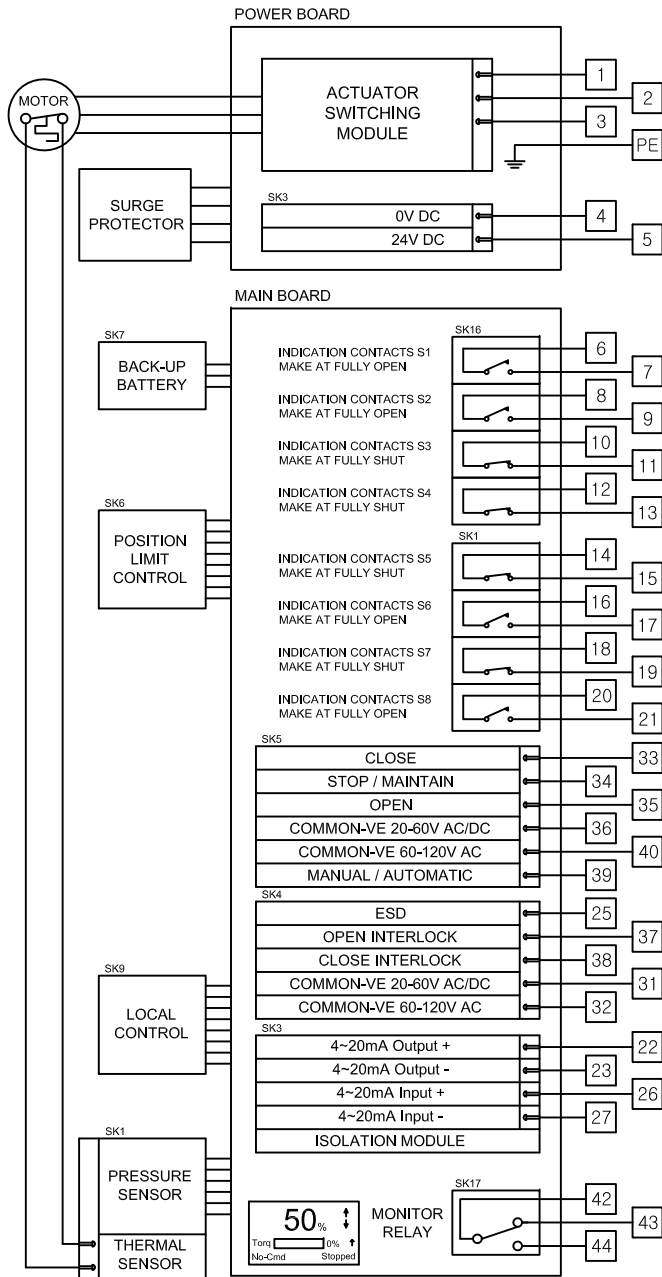 POWER BOARD
MOTOR
ACTUATOR
SWITCHING
MODULE
1
2
3
PE
SURGE
PROTECTOR
SK3
0V DC
24V DC
4
5
MAIN BOARD
SK7
BACK-UP
BATTERY
SK16
INDICATION CONTACTS S1
MAKE AT FULLY OPEN
6
7
INDICATION CONTACTS S2
MAKE AT FULLY OPEN
8
9
INDICATION CONTACTS S3
MAKE AT FULLY SHUT
10
11
INDICATION CONTACTS S4
MAKE AT FULLY SHUT
12
13
SK6
POSITION
LIMIT
CONTROL
SK1
INDICATION CONTACTS S5
MAKE AT FULLY SHUT
14
15
INDICATION CONTACTS S6
MAKE AT FULLY OPEN
16
17
INDICATION CONTACTS S7
MAKE AT FULLY SHUT
18
19
INDICATION CONTACTS S8
MAKE AT FULLY OPEN
20
21
SK5
CLOSE
33
STOP / MAINTAIN
34
OPEN
35
COMMON-VE 20-60V AC/DC
36
COMMON-VE 60-120V AC
40
MANUAL / AUTOMATIC
39
SK4
ESD
25
OPEN INTERLOCK
37
CLOSE INTERLOCK
38
COMMON-VE 20-60V AC/DC
31
COMMON-VE 60-120V AC
32
SK9
LOCAL
CONTROL
SK3
4~20mA Output +
22
4~20mA Output -
23
4~20mA Input +
26
4~20mA Input -
27
ISOLATION MODULE
SK1
PRESSURE
SENSOR
THERMAL
SENSOR
50%
Torq 0%
No-Cmd Stopped
MONITOR
RELAY
SK17
42
43
44